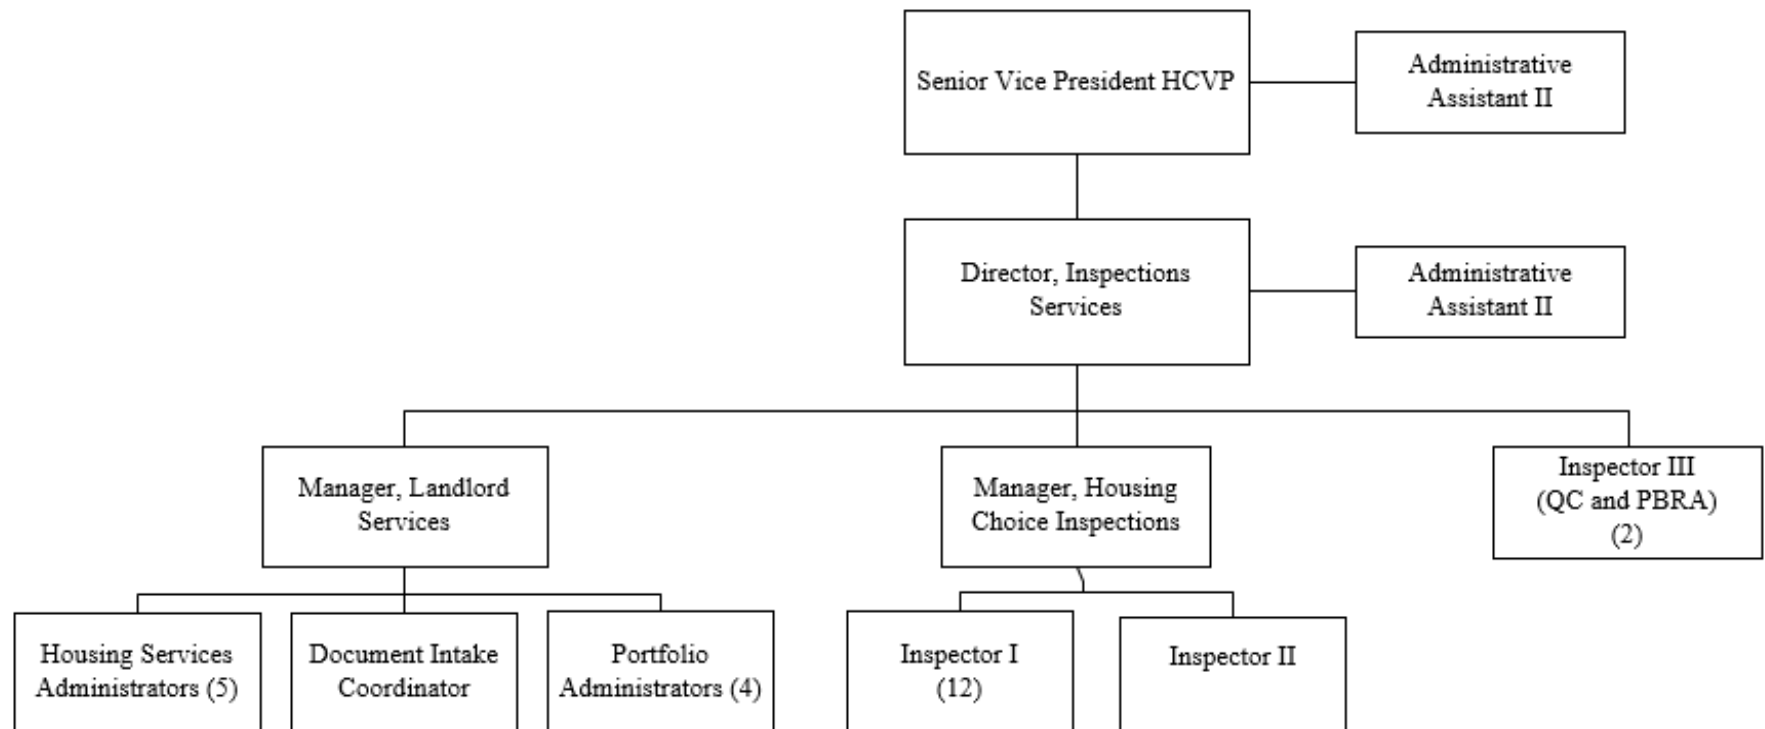 Senior Vice President HCVP
Administrative
Assistant II
Director, Inspections
Services
Administrative
Assistant II
Manager, Landlord
Services
Manager, Housing
Choice Inspections
Inspector III
(QC and PBRA)
(2)
Housing Services
Administrators (5)
Document Intake
Coordinator
Portfolio
Administrators (4)
Inspector I
(12)
Inspector II